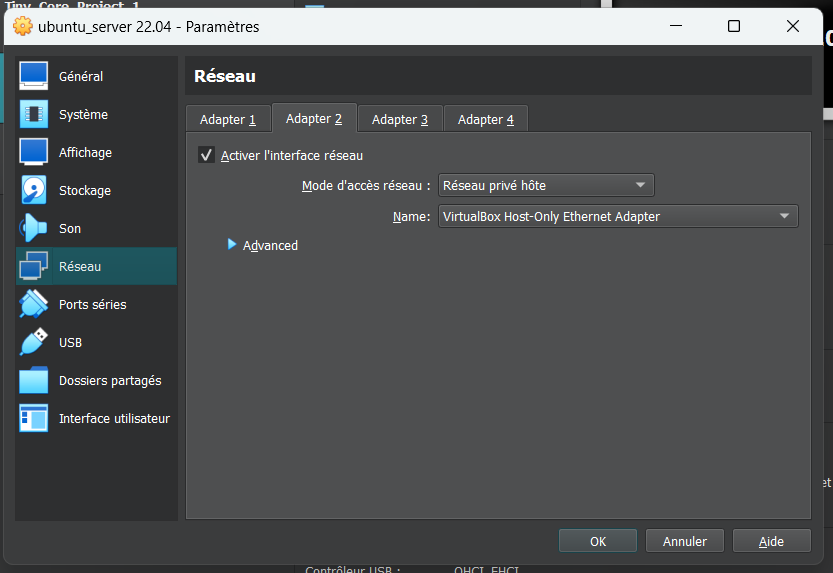 Tiny Core Project 1
ubuntu_server 22.04 - Paramètres
Général
Système
Affichage
Stockage
Son
Réseau
Ports séries
USB
Dossiers partagés
Interface utilisateur
Réseau
Adapter 1
Adapter 2
Adapter 3
Adapter 4
Activer l'interface réseau
Mode d'accès réseau : Réseau privé hôte
Name: VirtualBox Host-Only Ethernet Adapter
Advanced
et
OK
Annuler
Aide
Contrôleur USB : OHCI, EHCI